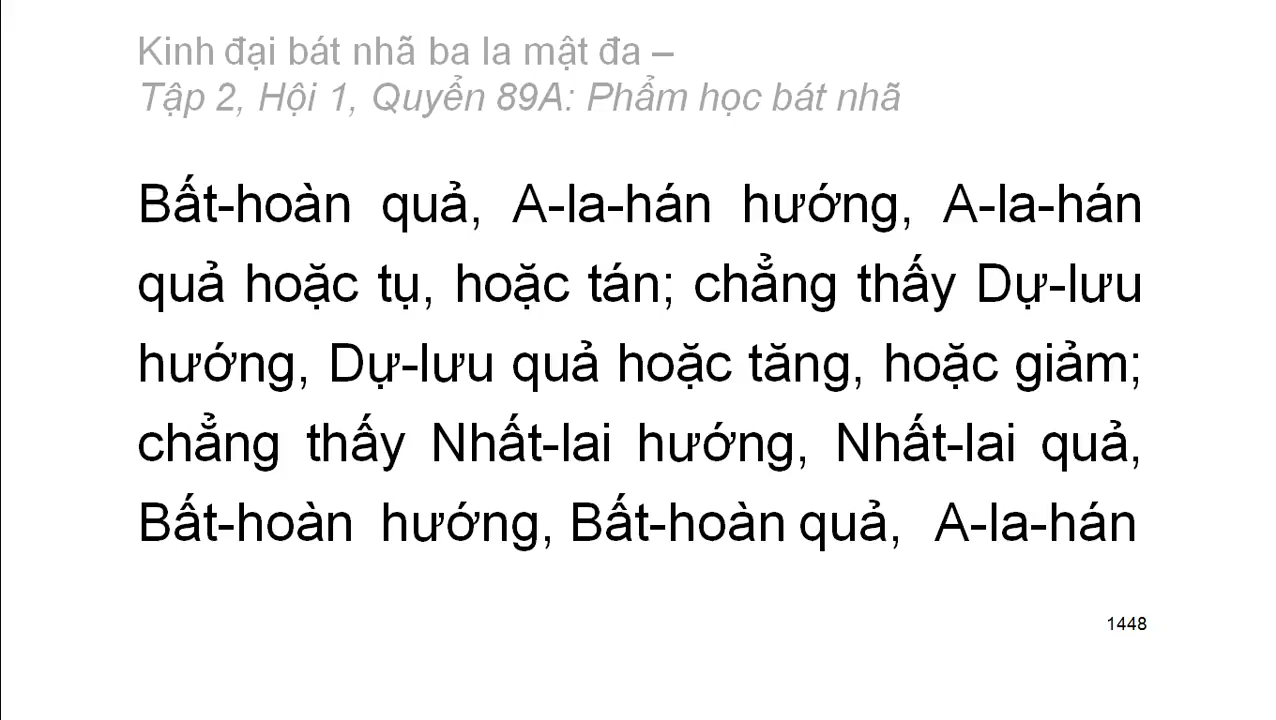 Kinh đại bát nhã ba la mật đa –
Tập 2, Hội 1, Quyển 89A: Phẩm học bát nhã
Bất-hoàn quả, A-la-hán hướng, A-la-hán
quả hoặc tụ, hoặc tán; chẳng thấy Dự-lưu
hướng, Dự-lưu quả hoặc tăng, hoặc giảm;
chẳng thấy Nhất-lai hướng, Nhất-lai quả,
Bất-hoàn hướng, Bất-hoàn quả, A-la-hán
1448